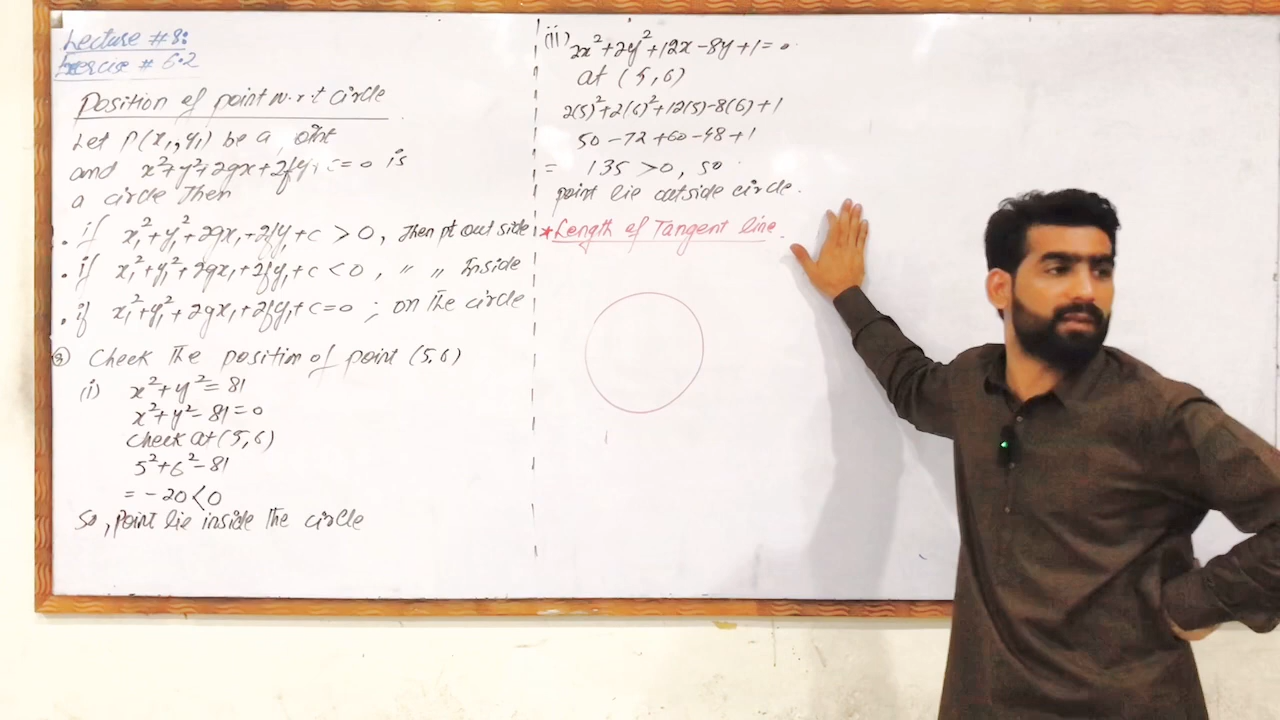 Lecture #8:
Exercise # 6.2
Position of point w.r.t circle
Let P(x₁,y₁) be a oint
and x²+y²+2gx+2fy+c=0 is
a circle Then
. if x₁²+y₁²+2gx₁+2fy₁+c > 0, Then pt out side
. if x₁²+y₁²+2gx₁+2fy₁+c < 0, " " Inside
. if x₁²+y₁²+2gx₁+2fy₁+c=0 ; on The circle
Check The position of point (5,6)
(i) x²+y²=81
x²+y²-81=0
Check at (5,6)
5²+6²-81
= -20<0
So, point lie inside The circle
(ii) 2x²+2y²+12x-8y+1=0
at (5,6)
2(5)²+2(6)²+12(5)-8(6)+1
50-72+60-48+1
= 135 >0, so
point lie outside circle.
*Length of Tangent line.